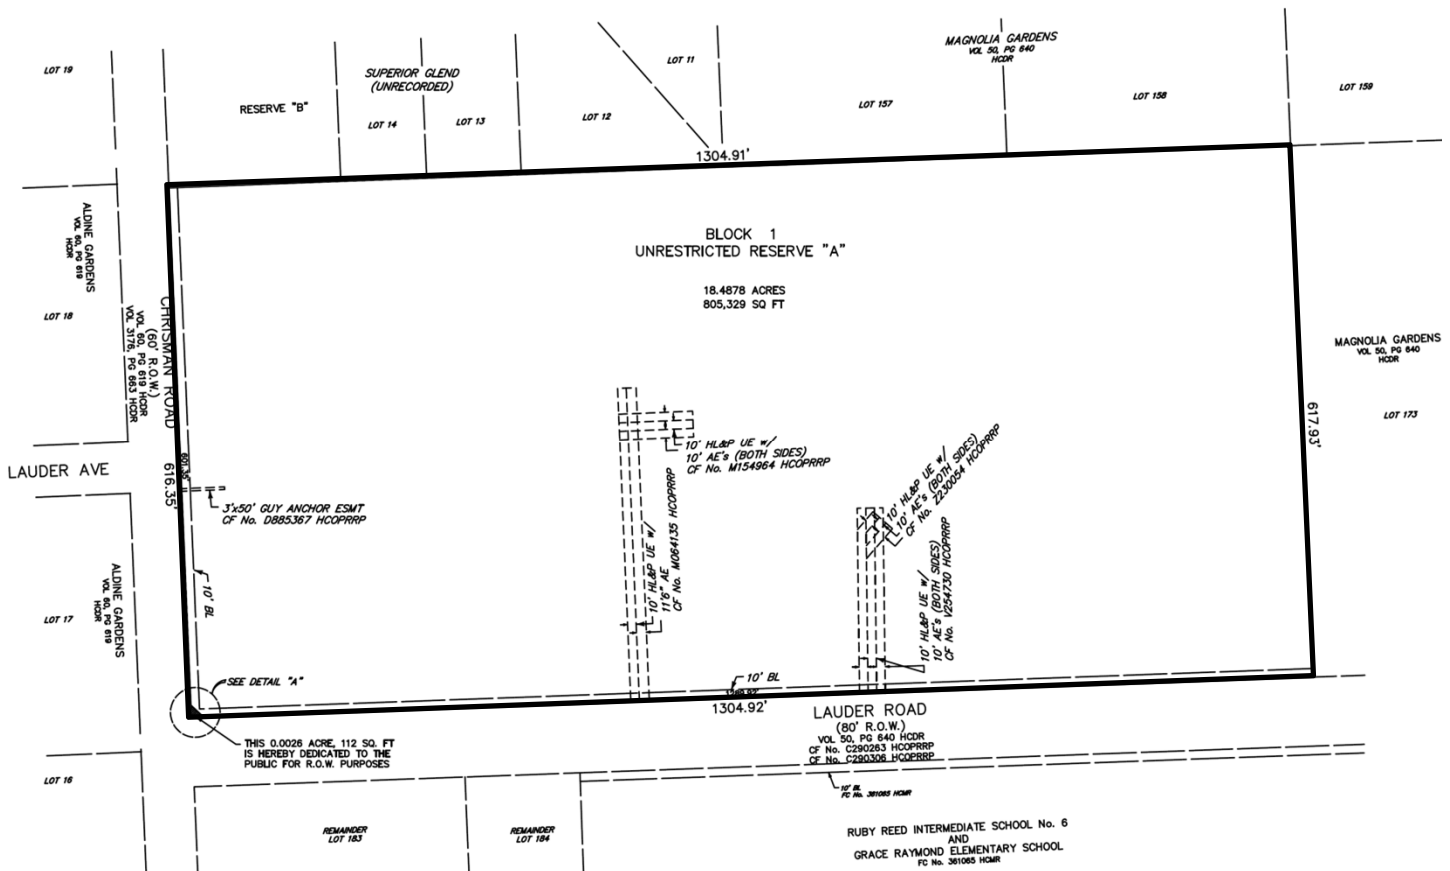 LOT 19
RESERVE "B"
SUPERIOR GLEND
(UNRECORDED)
LOT 14
LOT 13
LOT 12
LOT 11
MAGNOLIA GARDENS
VOL 50, PG 640
HCDR
LOT 157
LOT 158
LOT 159
1304.91'
BLOCK 1
UNRESTRICTED RESERVE "A"
18.4878 ACRES
805,329 SQ FT
ALDINE GARDENS
VOL 60, PG 619
HCDR
LOT 18
CHRISMAN ROAD
(60' R.O.W.)
VOL 60, PG 619 HCDR
VOL 3176, PG 663 HCDR
MAGNOLIA GARDENS
VOL 50, PG 640
HCDR
LOT 173
617.93'
LAUDER AVE
616.35'
601.35'
3'x50' GUY ANCHOR ESMT
CF No. D885367 HCOPRRP
10' HL&P UE w/
10' AE's (BOTH SIDES)
CF No. M154964 HCOPRRP
10' HL&P UE w/
11'6" AE
CF No. M064135 HCOPRRP
10' HL&P UE w/
10' AE's (BOTH SIDES)
CF No. Z230054 HCOPRRP
10' HL&P UE w/
10' AE's (BOTH SIDES)
CF No. V254730 HCOPRRP
10' BL
ALDINE GARDENS
VOL 60, PG 619
HCDR
LOT 17
SEE DETAIL "A"
10' BL
1289.92'
1304.92'
LAUDER ROAD
(80' R.O.W.)
VOL 50, PG 640 HCDR
CF No. C290263 HCOPRRP
CF No. C290306 HCOPRRP
THIS 0.0026 ACRE, 112 SQ. FT
IS HEREBY DEDICATED TO THE
PUBLIC FOR R.O.W. PURPOSES
LOT 16
10' BL
FC No. 361065 HCMR
REMAINDER
LOT 183
REMAINDER
LOT 184
RUBY REED INTERMEDIATE SCHOOL No. 6
AND
GRACE RAYMOND ELEMENTARY SCHOOL
FC No. 361065 HCMR